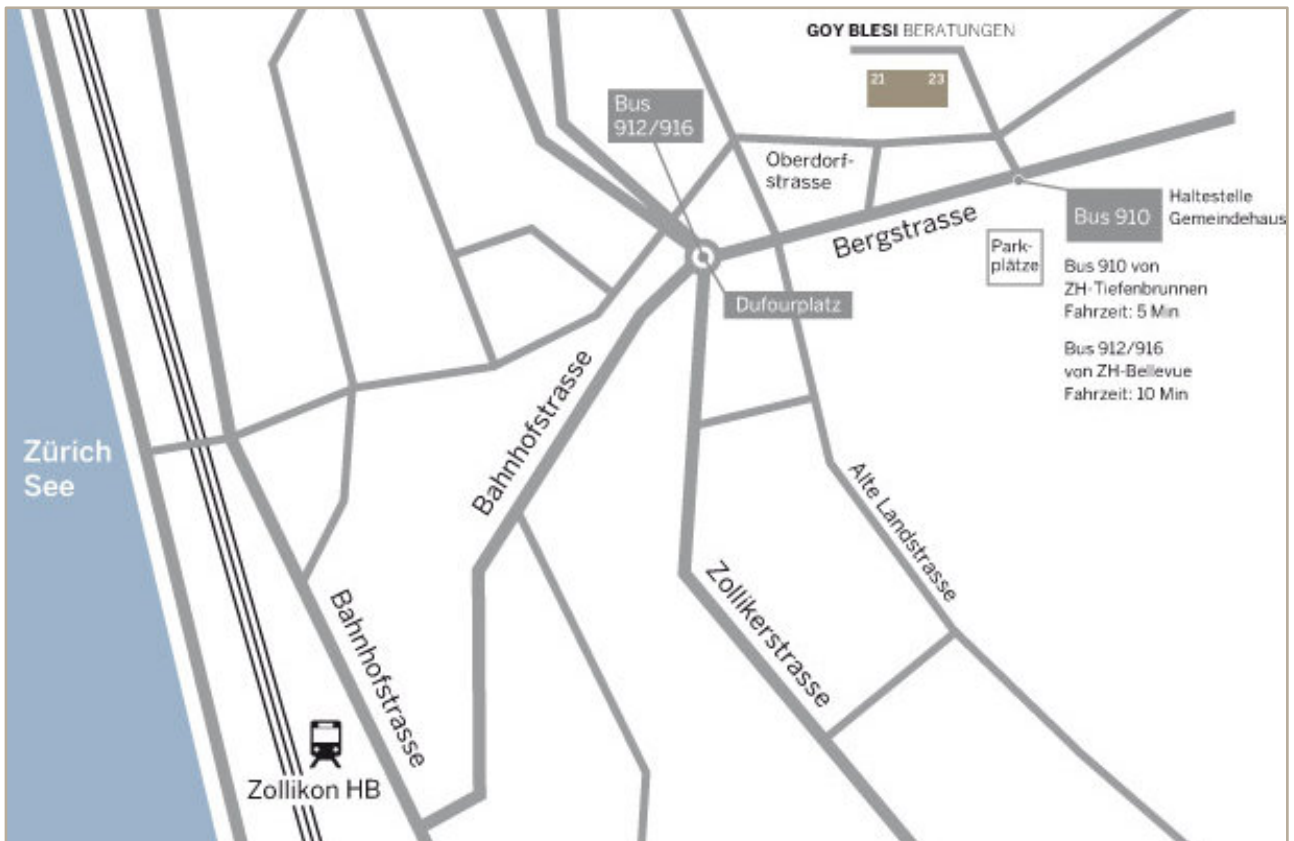 GOY BLESI BERATUNGEN
21 23
Bus
912/916
Oberdorf-
strasse
Bergstrasse
Bus 910
Haltestelle
Gemeindehaus
Park-
plätze
Bus 910 von
ZH-Tiefenbrunnen
Fahrzeit: 5 Min
Bus 912/916
von ZH-Bellevue
Fahrzeit: 10 Min
Dufourplatz
Bahnhofstrasse
Zürich
See
Alte Landstrasse
Zollikerstrasse
Bahnhofstrasse
Zollikon HB